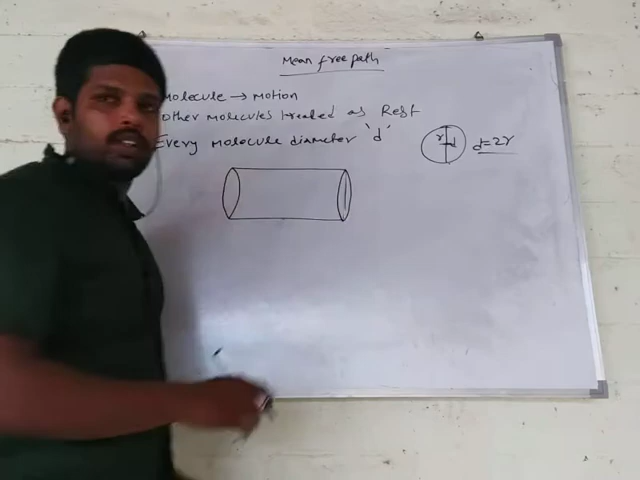 Mean free path
molecule → motion
other molecules treated as Rest
Every molecule diameter 'd'
r d d=2r